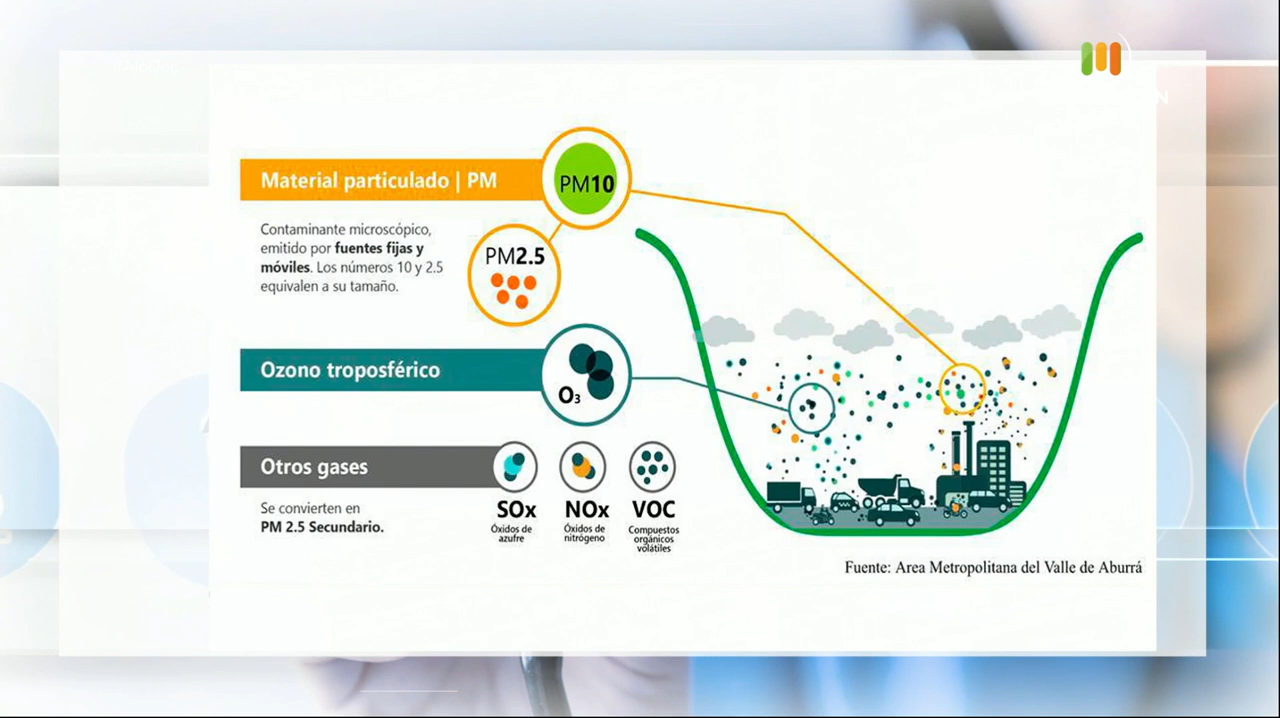 Material particulado | PM
PM10
Contaminante microscópico,
emitido por fuentes fijas y
móviles. Los números 10 y 2.5
equivalen a su tamaño.
PM2.5
Ozono troposférico
O3
Otros gases
Se convierten en
PM 2.5 Secundario.
SOx
Óxidos de
azufre
NOx
Óxidos de
nitrógeno
VOC
Compuestos
orgánicos
volátiles
Fuente: Area Metropolitana del Valle de Aburrá